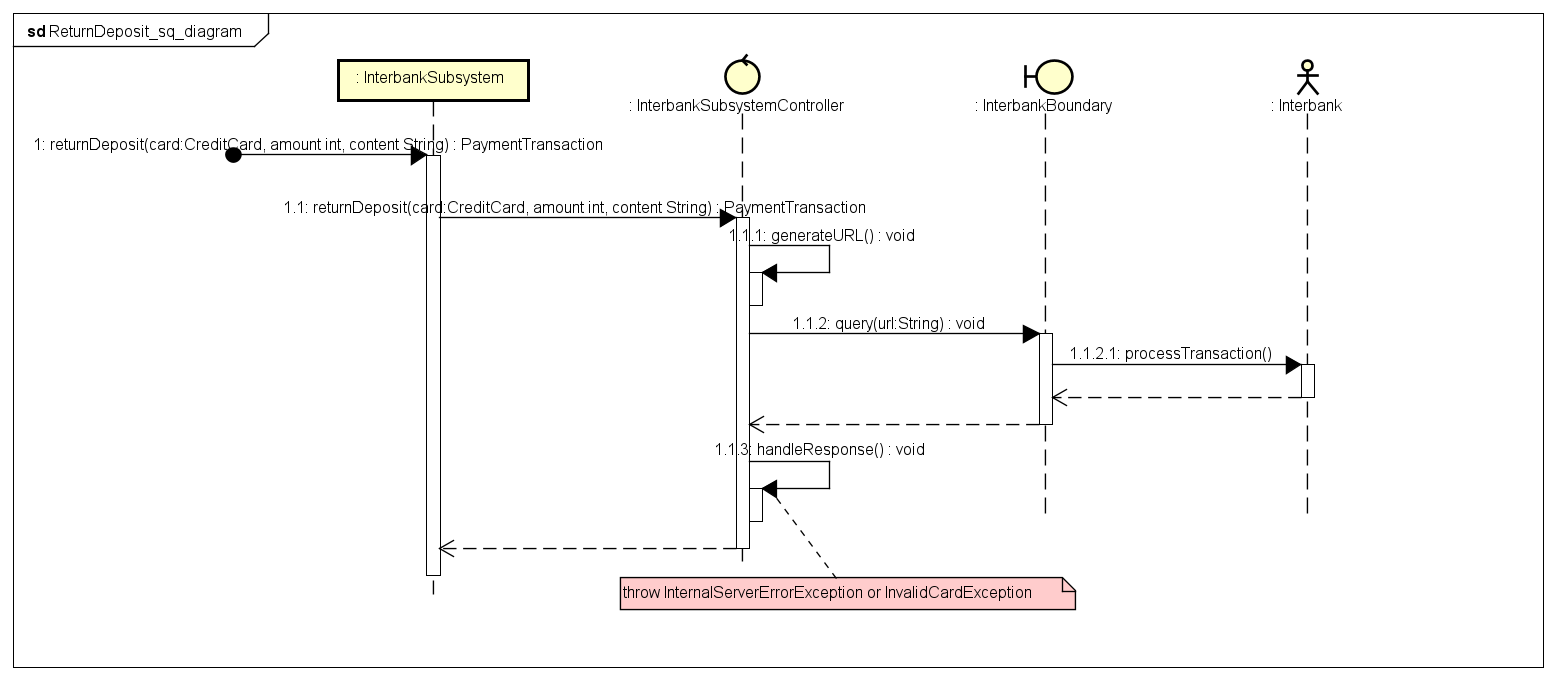 sd ReturnDeposit_sq_diagram
: InterbankSubsystem
: InterbankSubsystemController
: InterbankBoundary
: Interbank
1: returnDeposit(card:CreditCard, amount int, content String) : PaymentTransaction
1.1: returnDeposit(card:CreditCard, amount int, content String) : PaymentTransaction
1.1.1: generateURL() : void
1.1.2: query(url:String) : void
1.1.2.1: processTransaction()
1.1.3: handleResponse() : void
throw InternalServerErrorException or InvalidCardException